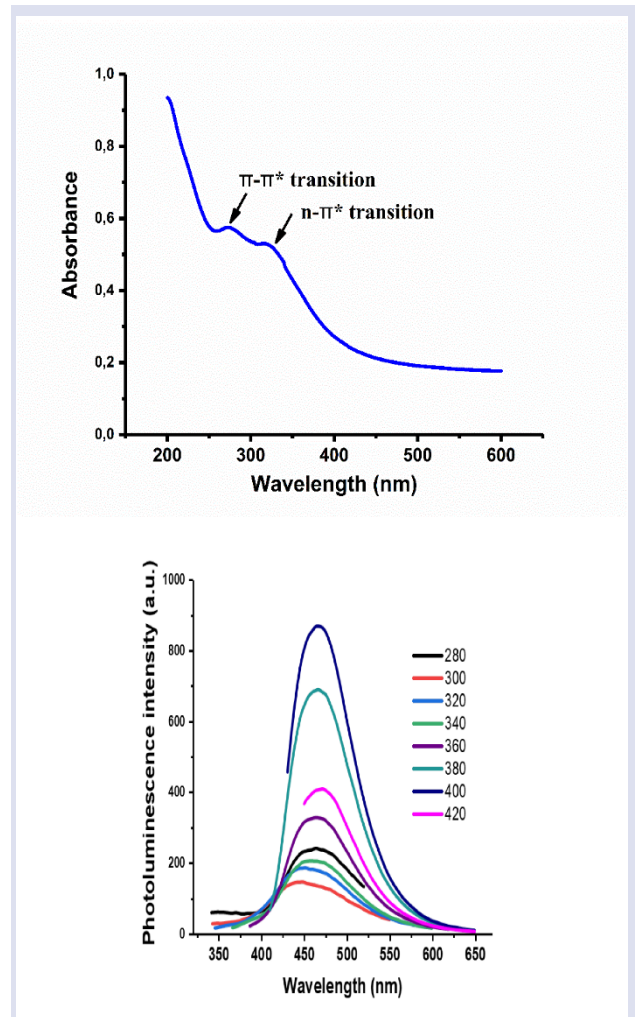 1,0
0,8
0,6
0,4
0,2
0,0
Absorbance
π-π* transition
n-π* transition
200 300 400 500 600
Wavelength (nm)
1000
800
600
400
200
0
Photoluminescence intensity (a.u.)
280
300
320
340
360
380
400
420
350 400 450 500 550 600 650
Wavelength (nm)